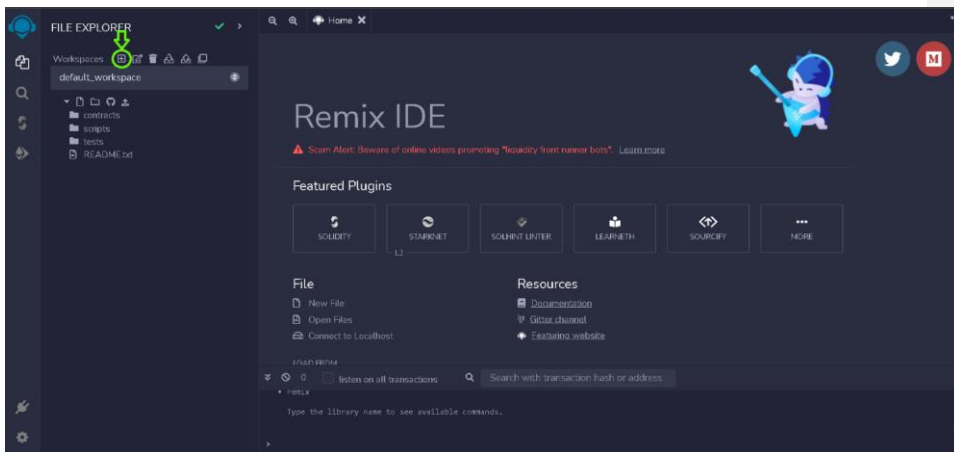 FILE EXPLORER
Workspaces
default_workspace
contracts
scripts
tests
README.txt
Home
Remix IDE
Scam Alert: Beware of online videos promoting "liquidity front runner bots". Learn more
Featured Plugins
SOLIDITY
STARKNET
SOLHINT LINTER
LEARNETH
SOURCIFY
MORE
L2
File
New File
Open Files
Connect to Localhost
LOAD FROM
Resources
Documentation
Gitter channel
Featuring website
0 listen on all transactions Search with transaction hash or address
• remix
Type the library name to see available commands.
>
M